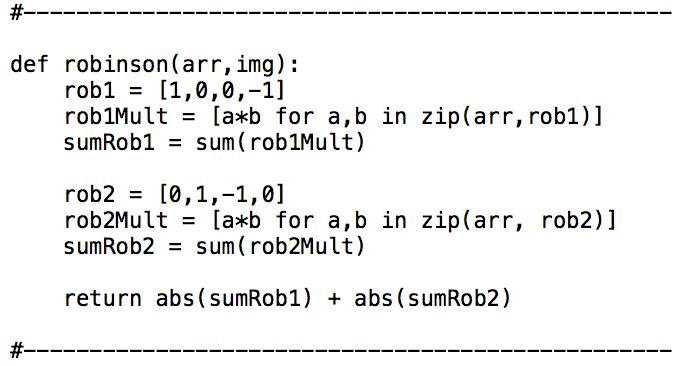 #-------------------------------------------------
def robinson(arr,img):
    rob1 = [1,0,0,-1]
    rob1Mult = [a*b for a,b in zip(arr,rob1)]
    sumRob1 = sum(rob1Mult)
    rob2 = [0,1,-1,0]
    rob2Mult = [a*b for a,b in zip(arr, rob2)]
    sumRob2 = sum(rob2Mult)
    return abs(sumRob1) + abs(sumRob2)
#-------------------------------------------------